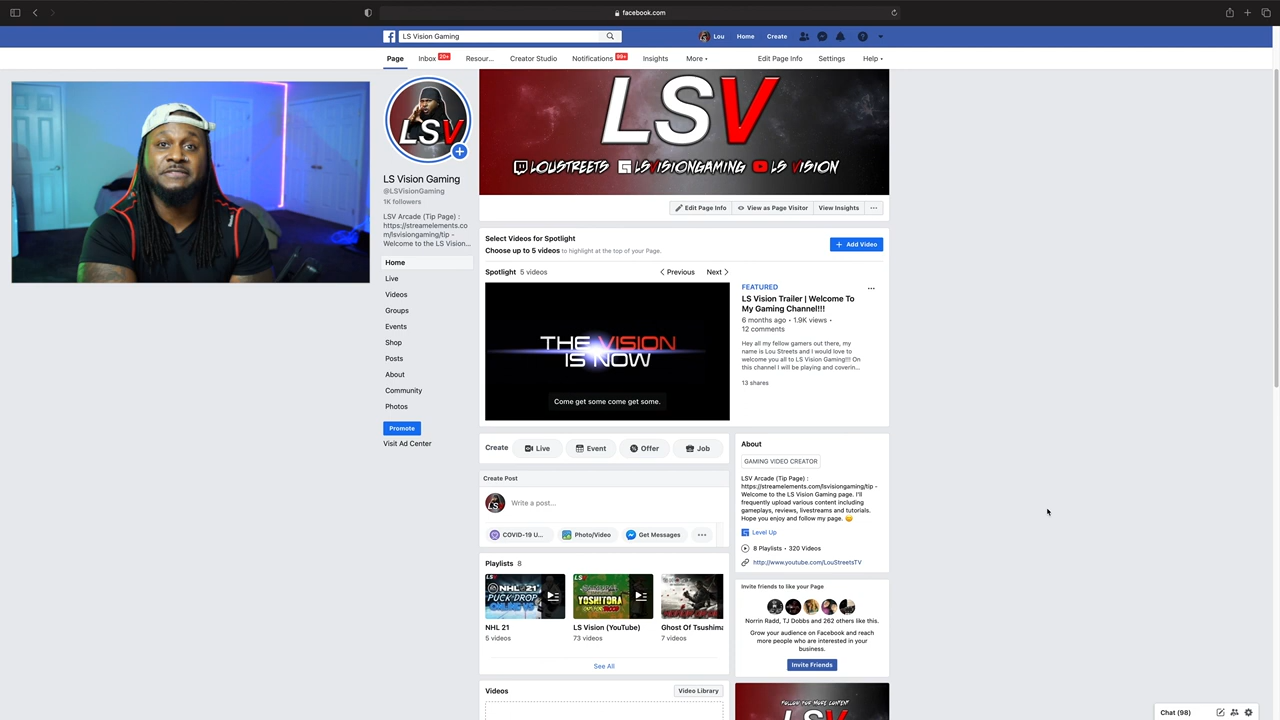 facebook.com
LS Vision Gaming
Lou
Home
Create
Page
Inbox
20+
Resour...
Creator Studio
Notifications
99+
Insights
More
Edit Page Info
Settings
Help
LSV
LSV
LOUSTREETS
LSVISIONGAMING
LS VISION
LS Vision Gaming
@LSVisionGaming
1K followers
LSV Arcade (Tip Page) :
https://streamelements.co
m/lsvisiongaming/tip -
Welcome to the LS Vision...
Home
Live
Videos
Groups
Events
Shop
Posts
About
Community
Photos
Promote
Visit Ad Center
Edit Page Info
View as Page Visitor
View Insights
Select Videos for Spotlight
Choose up to 5 videos to highlight at the top of your Page.
+ Add Video
Spotlight 5 videos
Previous
Next
THE VISION
IS NOW
Come get some come get some.
FEATURED
LS Vision Trailer | Welcome To
My Gaming Channel!!!
6 months ago • 1.9K views •
12 comments
Hey all my fellow gamers out there, my
name is Lou Streets and I would love to
welcome you all to LS Vision Gaming!!! On
this channel I will be playing and coverin...
13 shares
Create
Live
Event
Offer
Job
Create Post
Write a post...
COVID-19 U...
Photo/Video
Get Messages
Playlists 8
NHL 21
PUCK DROP
YOSHITORA
NHL 21
5 videos
LS Vision (YouTube)
73 videos
Ghost Of Tsushima
7 videos
See All
Videos
Video Library
About
GAMING VIDEO CREATOR
LSV Arcade (Tip Page) :
https://streamelements.com/lsvisiongaming/tip -
Welcome to the LS Vision Gaming page. I'll
frequently upload various content including
gameplays, reviews, livestreams and tutorials.
Hope you enjoy and follow my page. 😄
Level Up
8 Playlists • 320 Videos
http://www.youtube.com/LouStreetsTV
Invite friends to like your Page
Norrin Radd, TJ Dobbs and 262 others like this.
Grow your audience on Facebook and reach
more people who are interested in your
business.
Invite Friends
FOLLOW FOR MORE CONTENT
LSV
Chat (98)